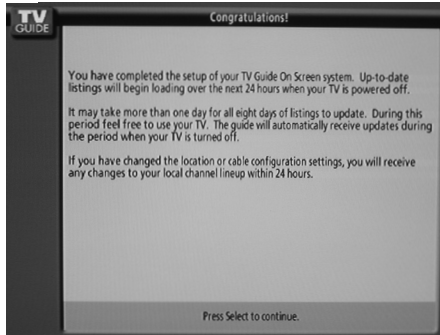 TV
GUIDE
Congratulations!
You have completed the setup of your TV Guide On Screen system. Up-to-date
listings will begin loading over the next 24 hours when your TV is powered off.
It may take more than one day for all eight days of listings to update. During this
period feel free to use your TV. The guide will automatically receive updates during
the period when your TV is turned off.
If you have changed the location or cable configuration settings, you will receive
any changes to your local channel lineup within 24 hours.
Press Select to continue.